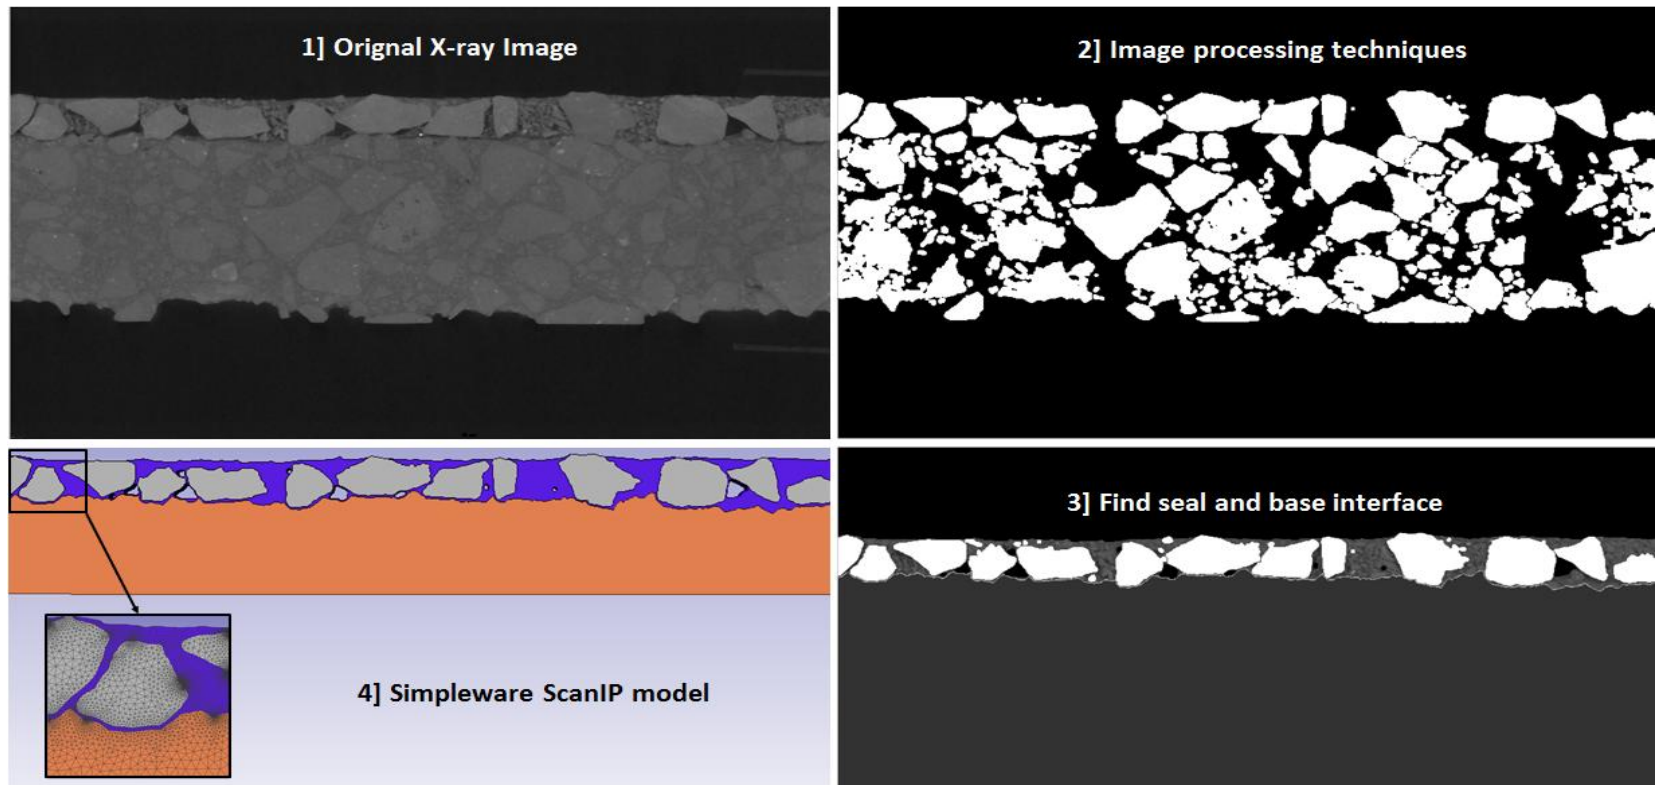 1] Orignal X-ray Image
2] Image processing techniques
3] Find seal and base interface
4] Simpleware ScanIP model